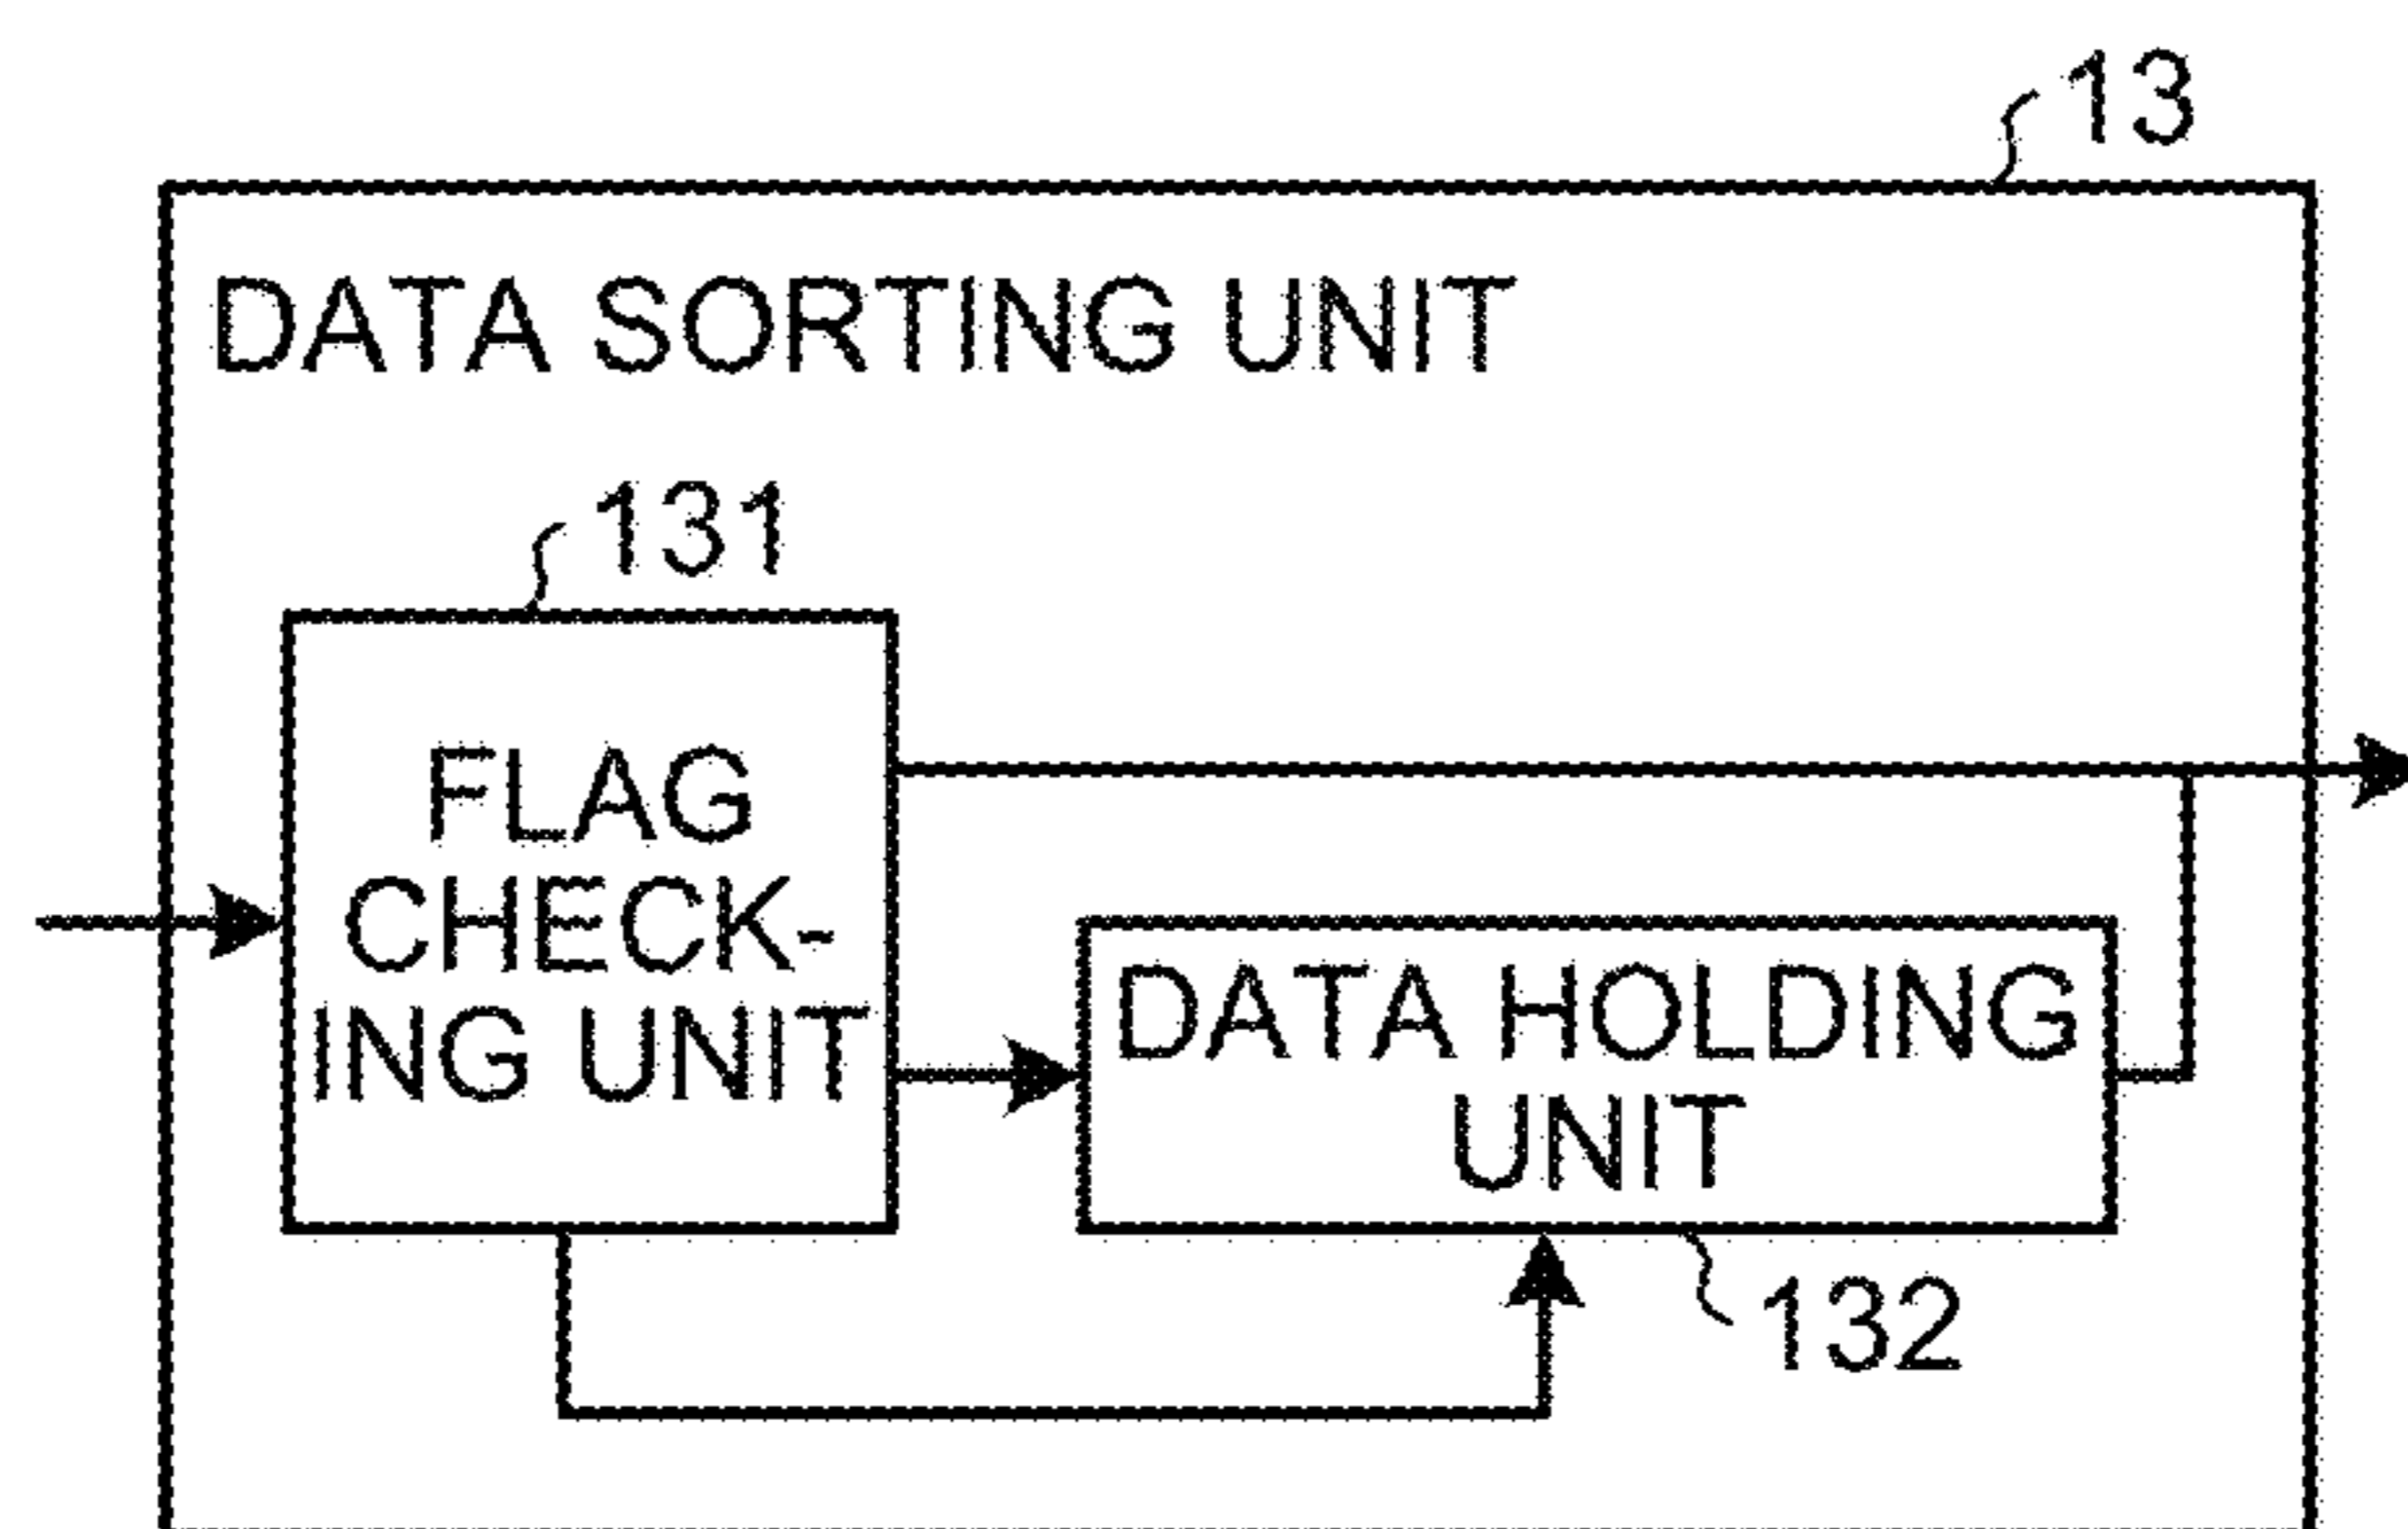 13
DATA SORTING UNIT
131
FLAG
CHECK-
ING UNIT
DATA HOLDING
UNIT
132